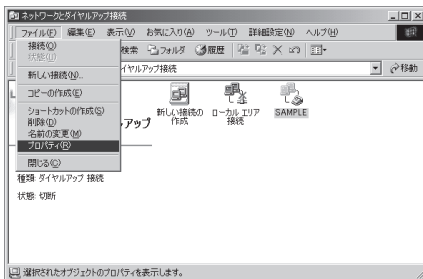 ネットワークとダイヤルアップ接続
ファイル(F) 編集(E) 表示(V) お気に入り(A) ツール(T) 詳細設定(N) ヘルプ(H)
接続(O)
状態(U)
新しい接続(N)...
コピーの作成(E)
ショートカットの作成(S)
削除(D)
名前の変更(M)
プロパティ(R)
閉じる(C)
検索 フォルダ 履歴
イヤルアップ接続
移動
新しい接続の作成
ローカル エリア接続
SAMPLE
アップ
種類: ダイヤルアップ 接続
状態: 切断
選択されたオブジェクトのプロパティを表示します。